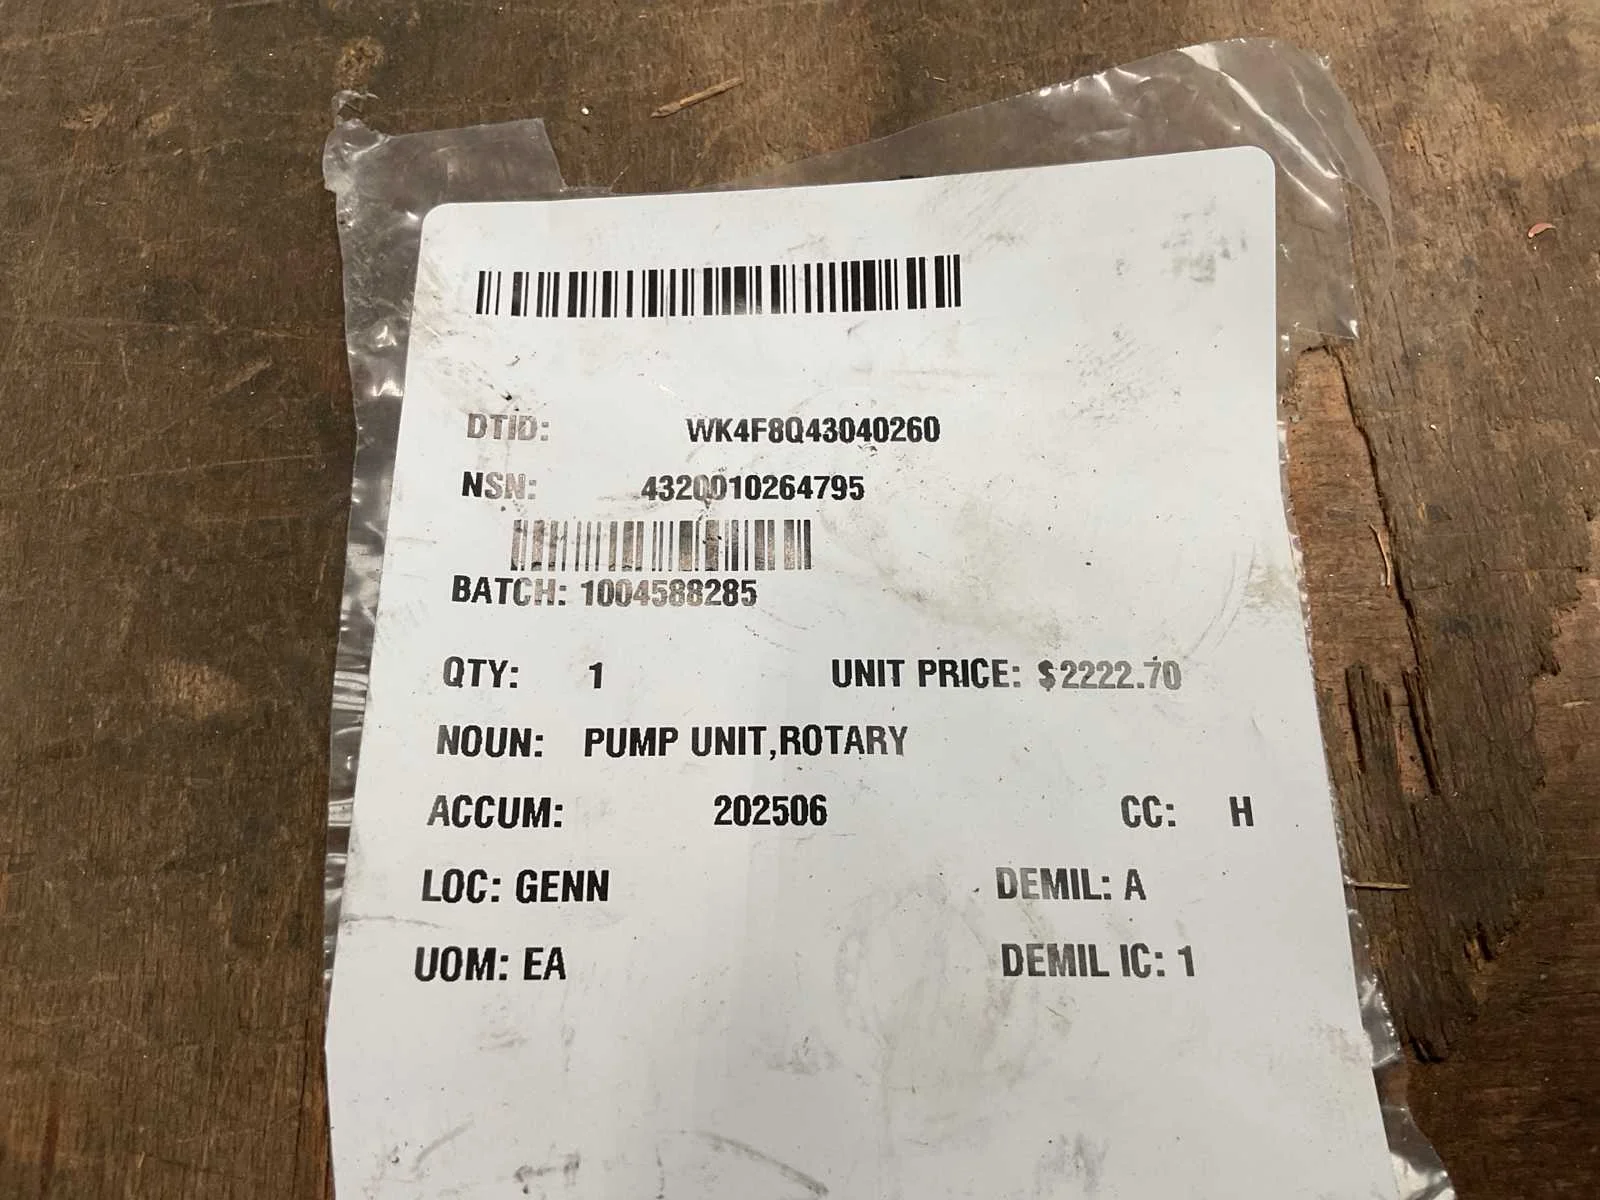 DTID: WK4F8Q43040260
NSN: 4320010264795
BATCH: 1004588285
QTY: 1 UNIT PRICE: $2222.70
NOUN: PUMP UNIT,ROTARY
ACCUM: 202506 CC: H
LOC: GENN DEMIL: A
UOM: EA DEMIL IC: 1